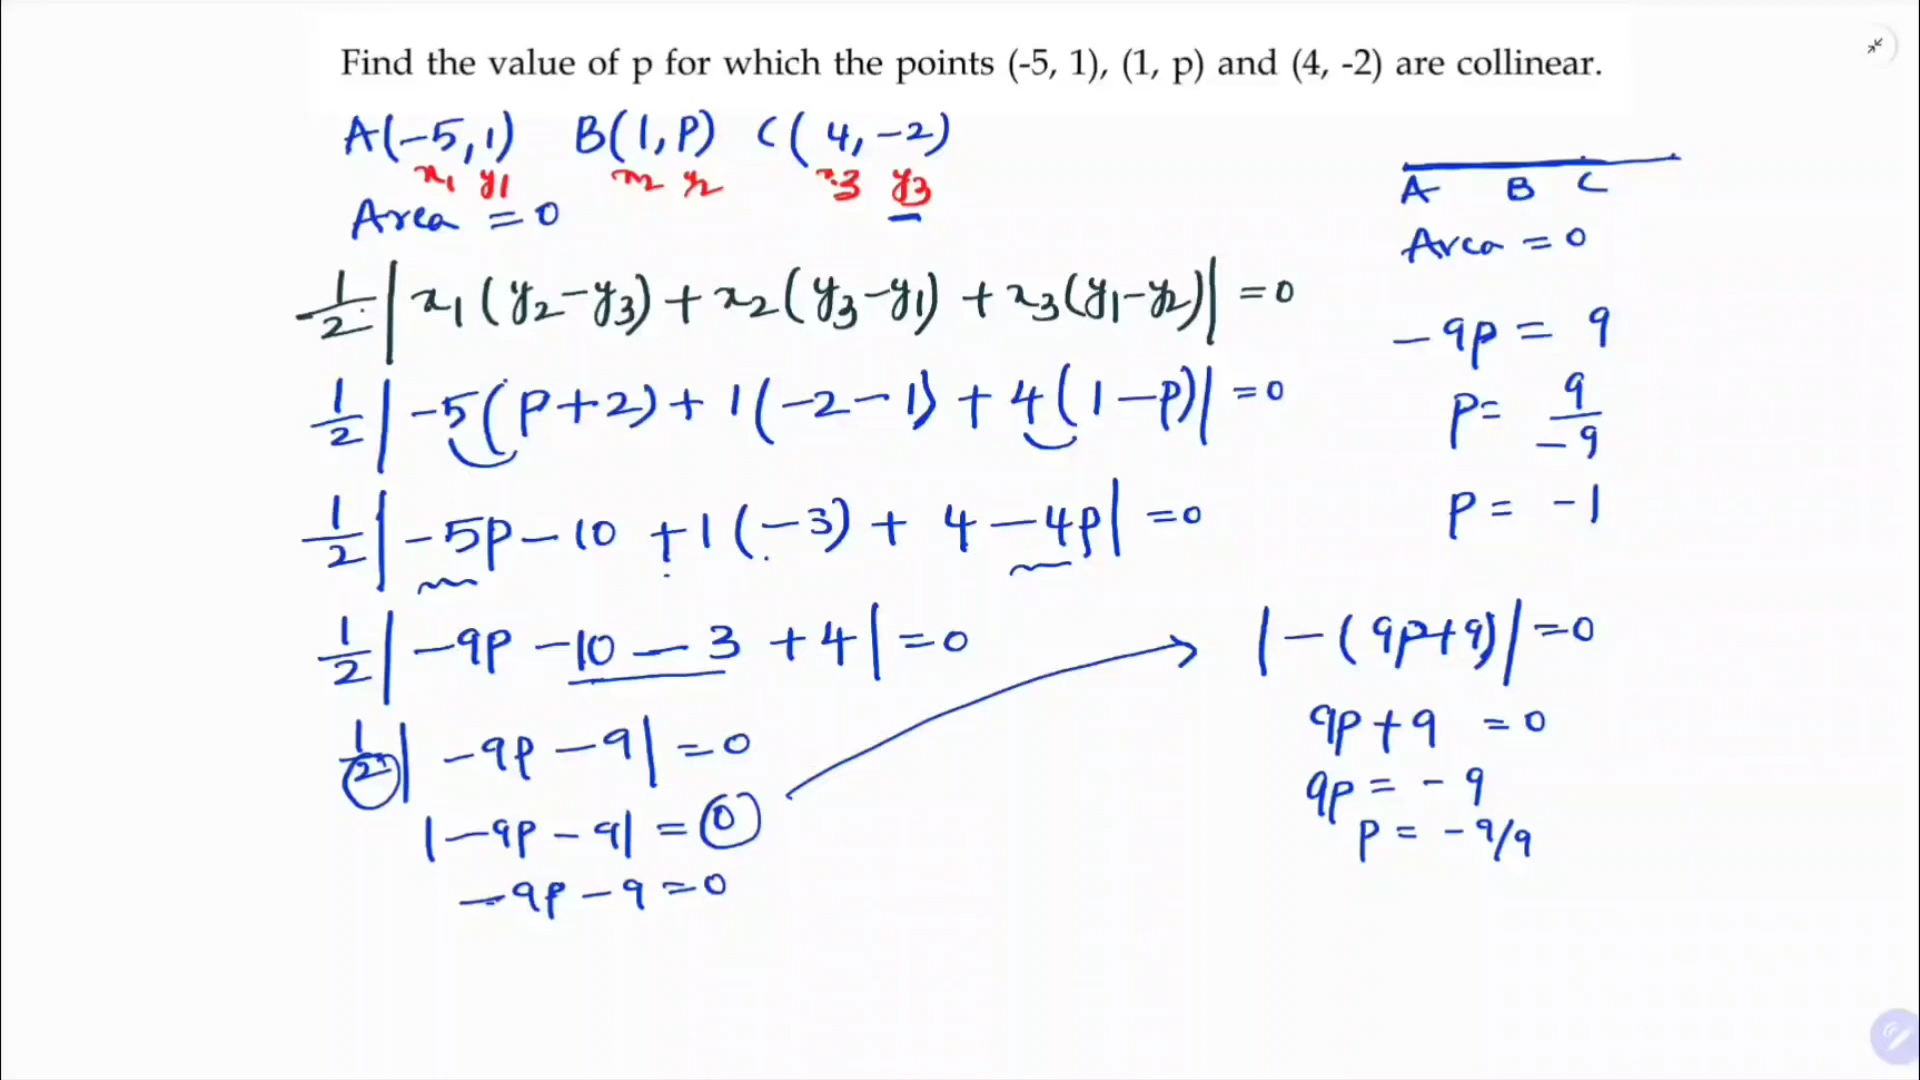 Find the value of p for which the points (-5, 1), (1, p) and (4, -2) are collinear.
A(-5, 1) B(1, P) C(4, -2)
x1 y1 x2 y2 x3 y3
Area = 0
1/2 | x1(y2-y3) + x2(y3-y1) + x3(y1-y2) | = 0
1/2 | -5(p+2) + 1(-2-1) + 4(1-p) | = 0
1/2 | -5p - 10 + 1(-3) + 4 - 4p | = 0
1/2 | -9p - 10 - 3 + 4 | = 0
1/2 | -9p - 9 | = 0
| -9p - 9 | = 0
-9p - 9 = 0
A B C
Area = 0
-9p = 9
p = 9/-9
p = -1
| -(9p+9) | = 0
9p + 9 = 0
9p = -9
p = -9/9